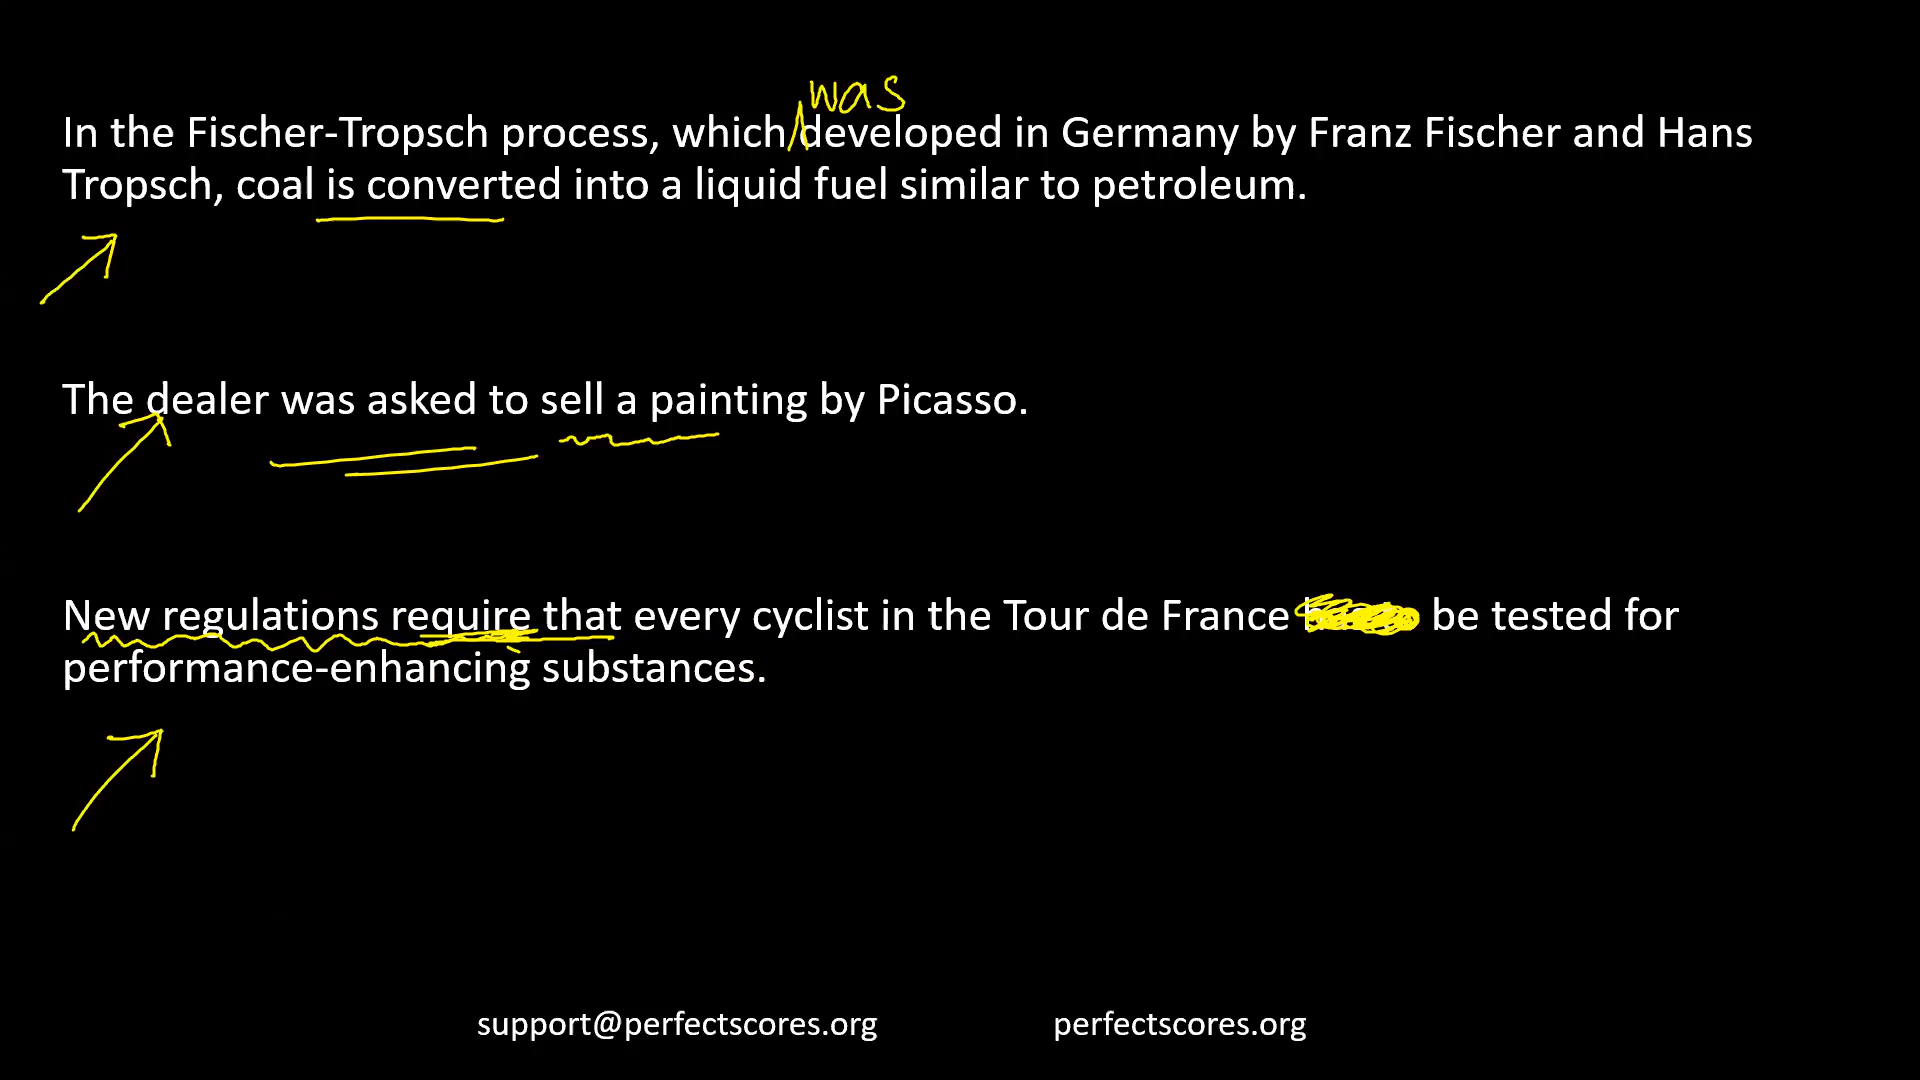 was
In the Fischer-Tropsch process, which developed in Germany by Franz Fischer and Hans
Tropsch, coal is converted into a liquid fuel similar to petroleum.
The dealer was asked to sell a painting by Picasso.
New regulations require that every cyclist in the Tour de France be tested for
performance-enhancing substances.
support@perfectscores.org perfectscores.org